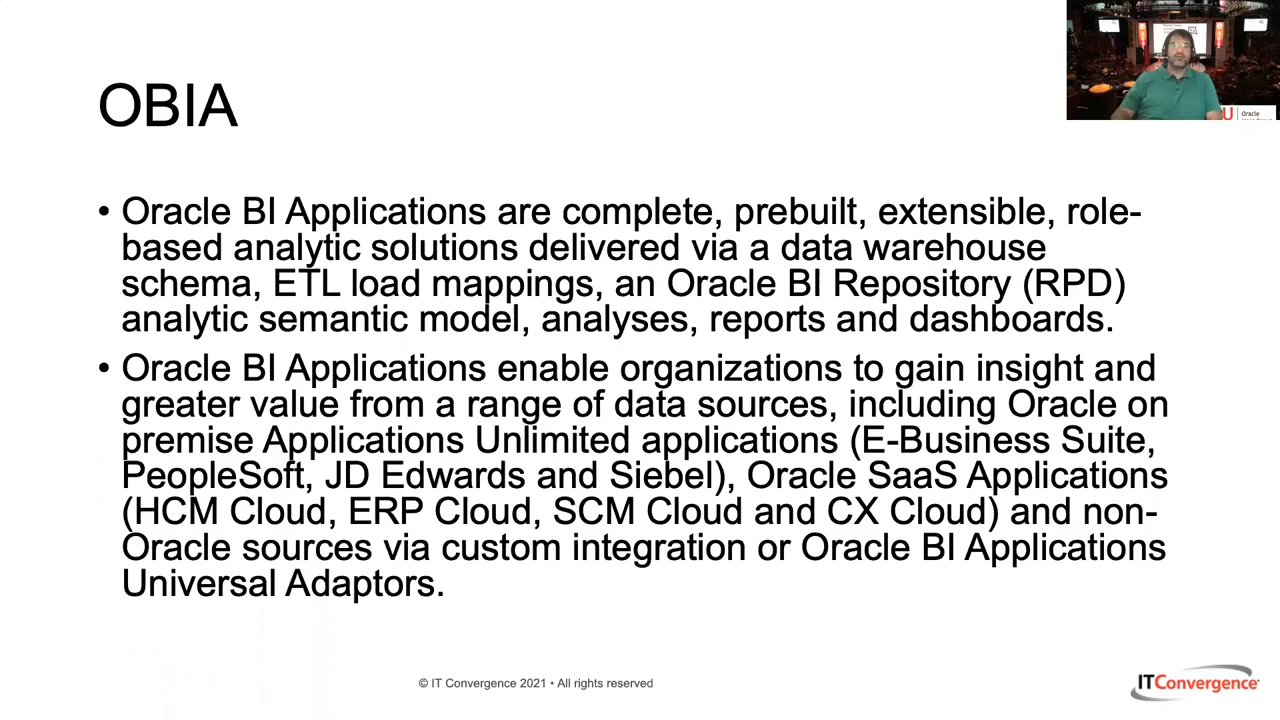 OBIA
• Oracle BI Applications are complete, prebuilt, extensible, role-
based analytic solutions delivered via a data warehouse
schema, ETL load mappings, an Oracle BI Repository (RPD)
analytic semantic model, analyses, reports and dashboards.
• Oracle BI Applications enable organizations to gain insight and
greater value from a range of data sources, including Oracle on
premise Applications Unlimited applications (E-Business Suite,
PeopleSoft, JD Edwards and Siebel), Oracle SaaS Applications
(HCM Cloud, ERP Cloud, SCM Cloud and CX Cloud) and non-
Oracle sources via custom integration or Oracle BI Applications
Universal Adaptors.
U Oracle
© IT Convergence 2021 • All rights reserved
ITConvergence